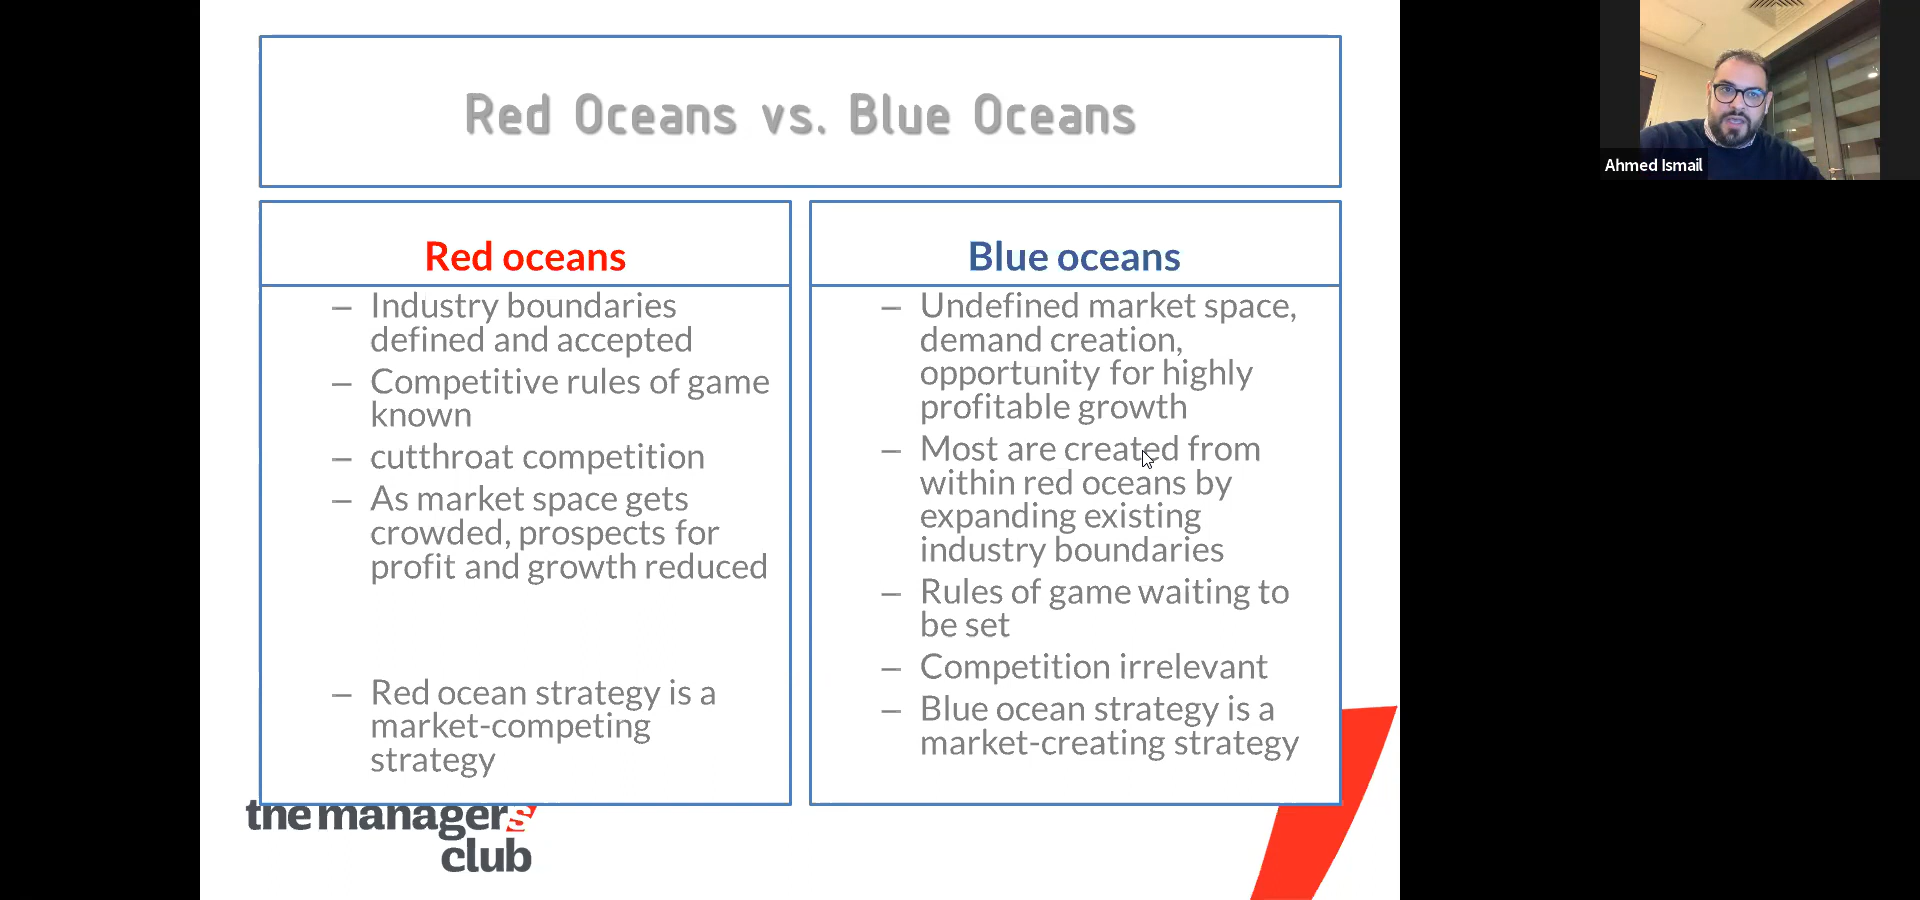 Red Oceans vs. Blue Oceans
Red oceans
– Industry boundaries
defined and accepted
– Competitive rules of game
known
– cutthroat competition
– As market space gets
crowded, prospects for
profit and growth reduced
– Red ocean strategy is a
market-competing
strategy
Blue oceans
– Undefined market space,
demand creation,
opportunity for highly
profitable growth
– Most are created from
within red oceans by
expanding existing
industry boundaries
– Rules of game waiting to
be set
– Competition irrelevant
– Blue ocean strategy is a
market-creating strategy
the managers
club
Ahmed Ismail